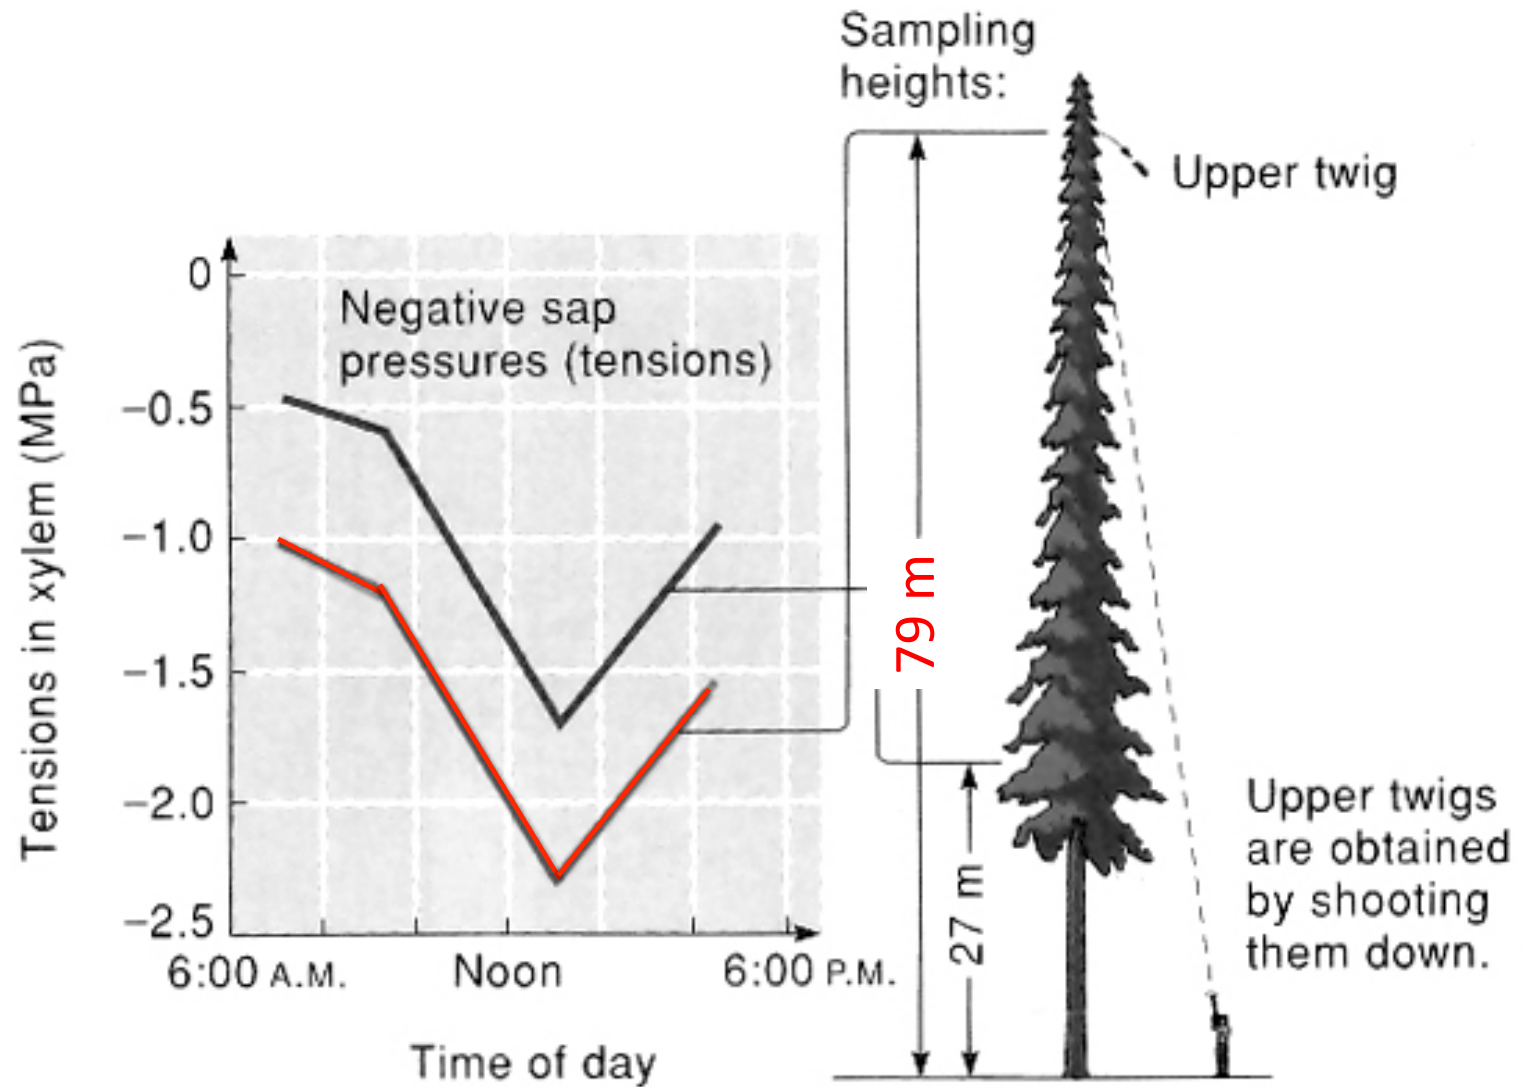 Sampling
heights:
Upper twig
Negative sap
pressures (tensions)
Tensions in xylem (MPa)
0
−0.5
−1.0
−1.5
−2.0
−2.5
6:00 A.M.
Noon
6:00 P.M.
Time of day
79 m
27 m
Upper twigs
are obtained
by shooting
them down.